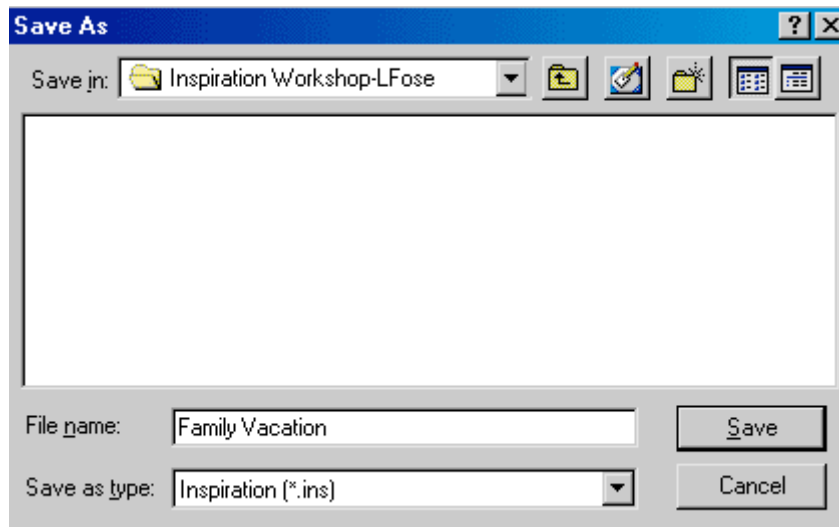 Save As
Save in: Inspiration Workshop-LFose
File name: Family Vacation Save
Save as type: Inspiration (*.ins) Cancel